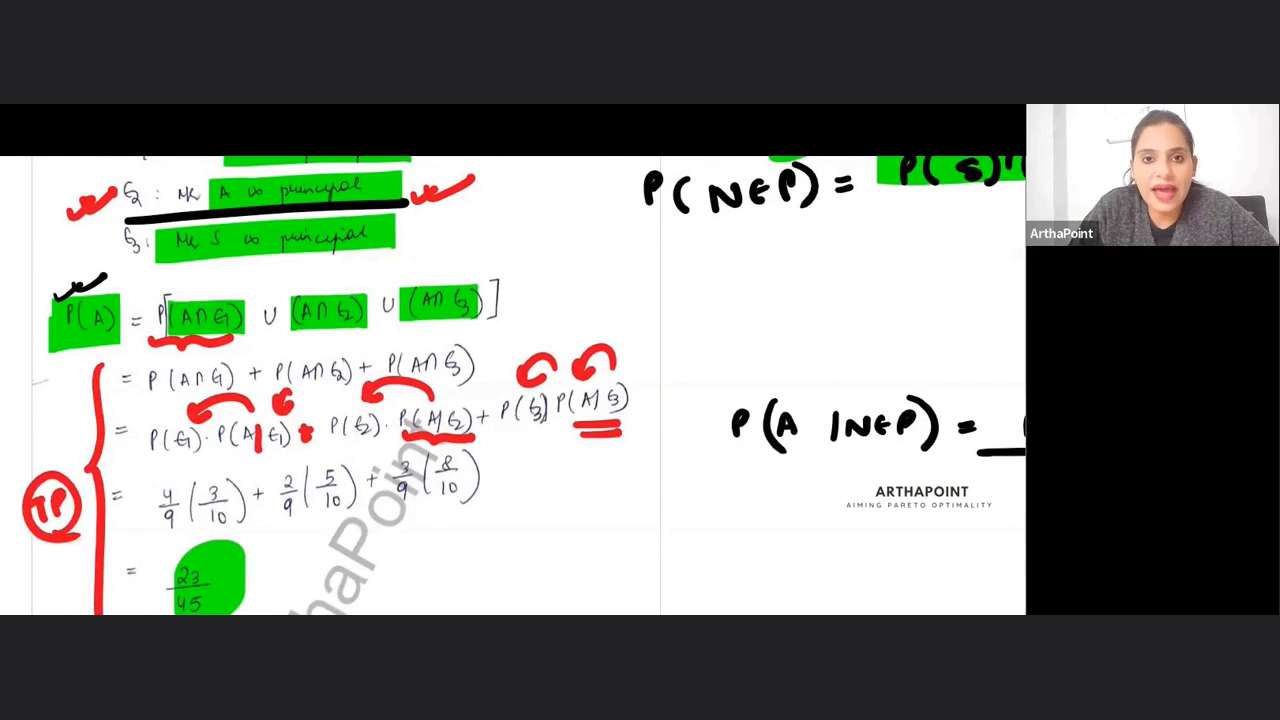 E2 : Mr A is principal
E3: Mr S is principal
P(A) = P[(A∩E1) ∪ (A∩E2) ∪ (A∩E3)]
= P(A∩E1) + P(A∩E2) + P(A∩E3)
= P(E1)·P(A|E1) + P(E2)·P(A|E2) + P(E3) P(A|E3)
= 4/9 (3/10) + 2/9 (5/10) + 3/9 (8/10)
TP
= 23/45
P(NEP) = P(S)
P(A |NEP) =
ARTHAPOINT
AIMING PARETO OPTIMALITY
haPoint
ArthaPoint